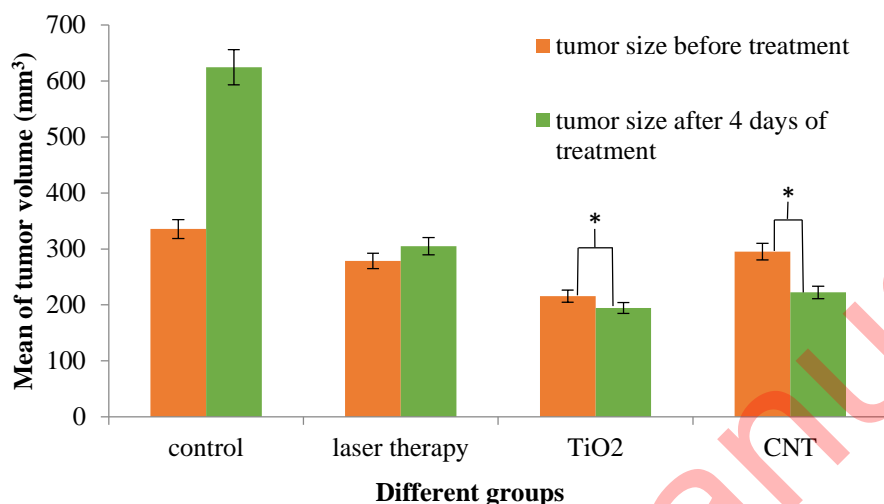 700
600
500
400
300
200
100
0
Mean of tumor volume (mm³)
tumor size before treatment
tumor size after 4 days of
treatment
*
*
control laser therapy TiO2 CNT
Different groups